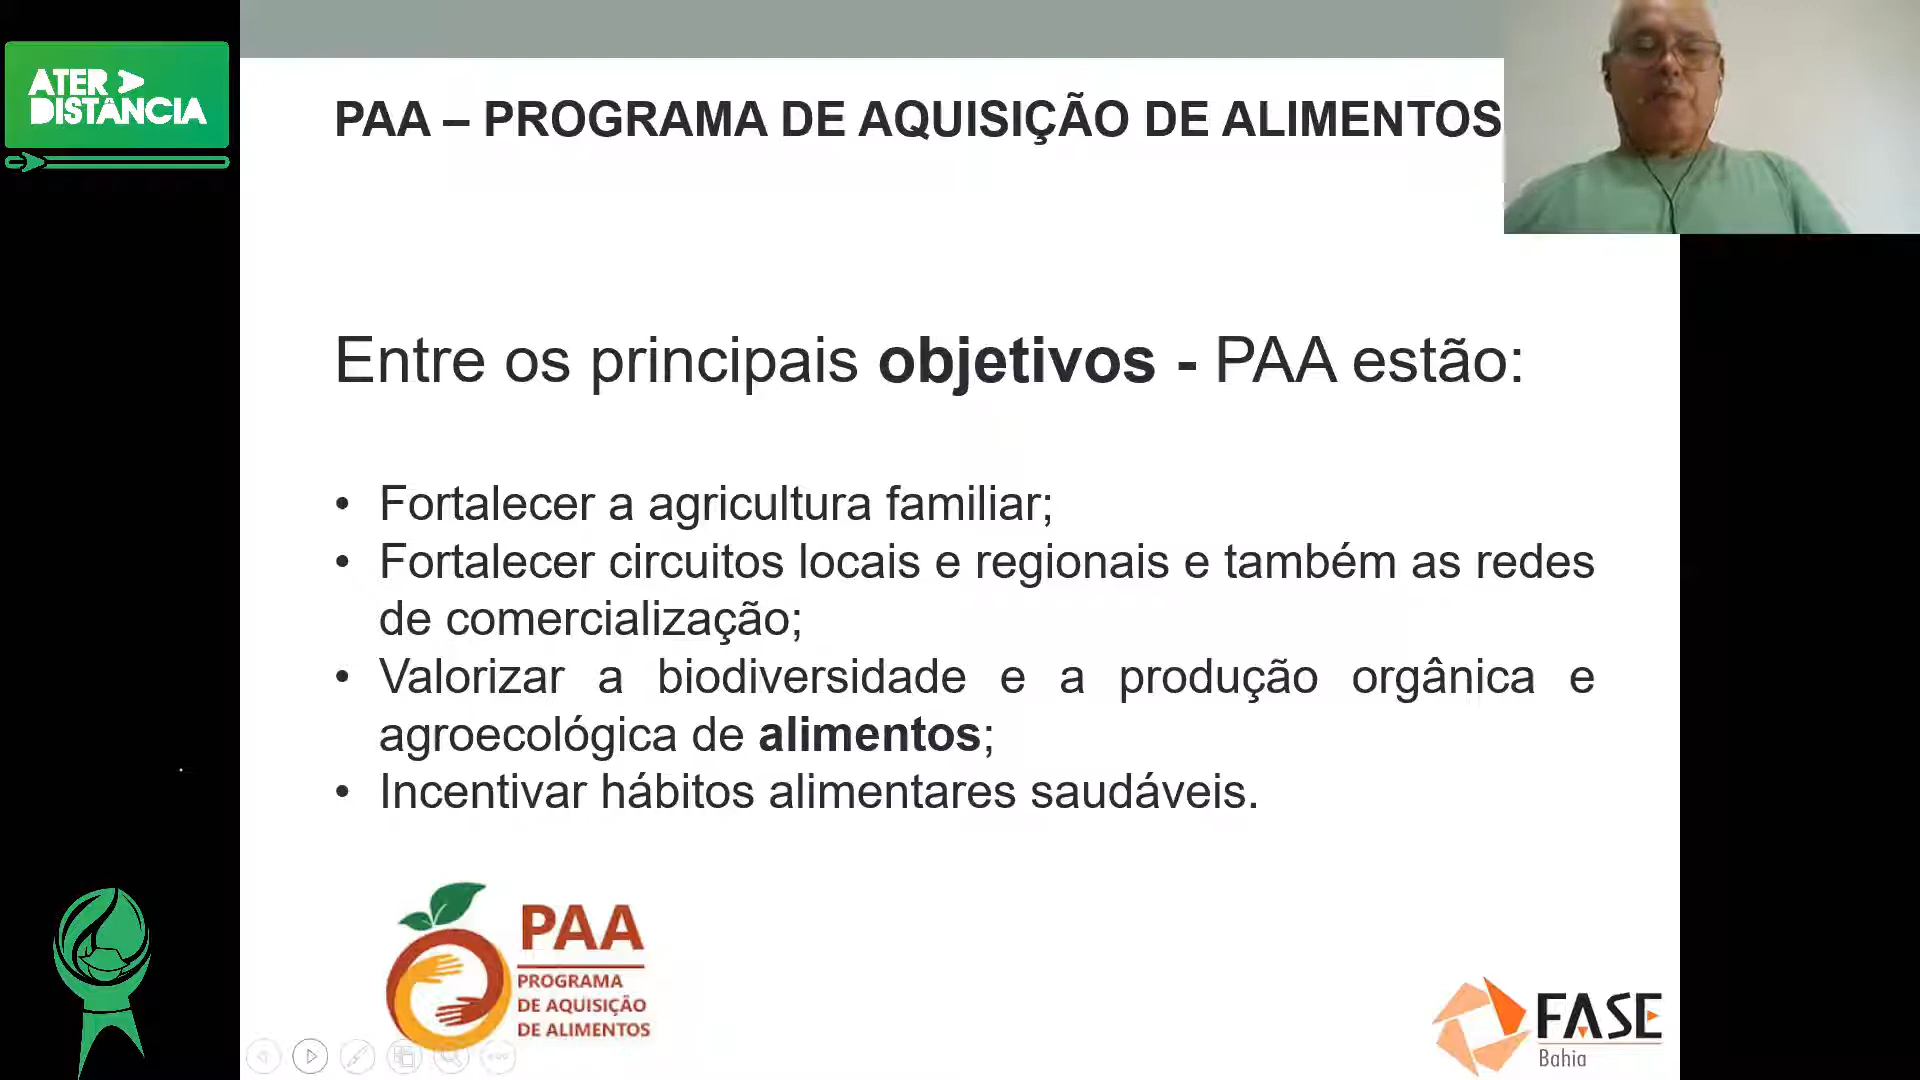 ATER
DISTÂNCIA
PAA – PROGRAMA DE AQUISIÇÃO DE ALIMENTOS
Entre os principais objetivos - PAA estão:
• Fortalecer a agricultura familiar;
• Fortalecer circuitos locais e regionais e também as redes
de comercialização;
• Valorizar a biodiversidade e a produção orgânica e
agroecológica de alimentos;
• Incentivar hábitos alimentares saudáveis.
PAA
PROGRAMA
DE AQUISIÇÃO
DE ALIMENTOS
FASE
Bahia